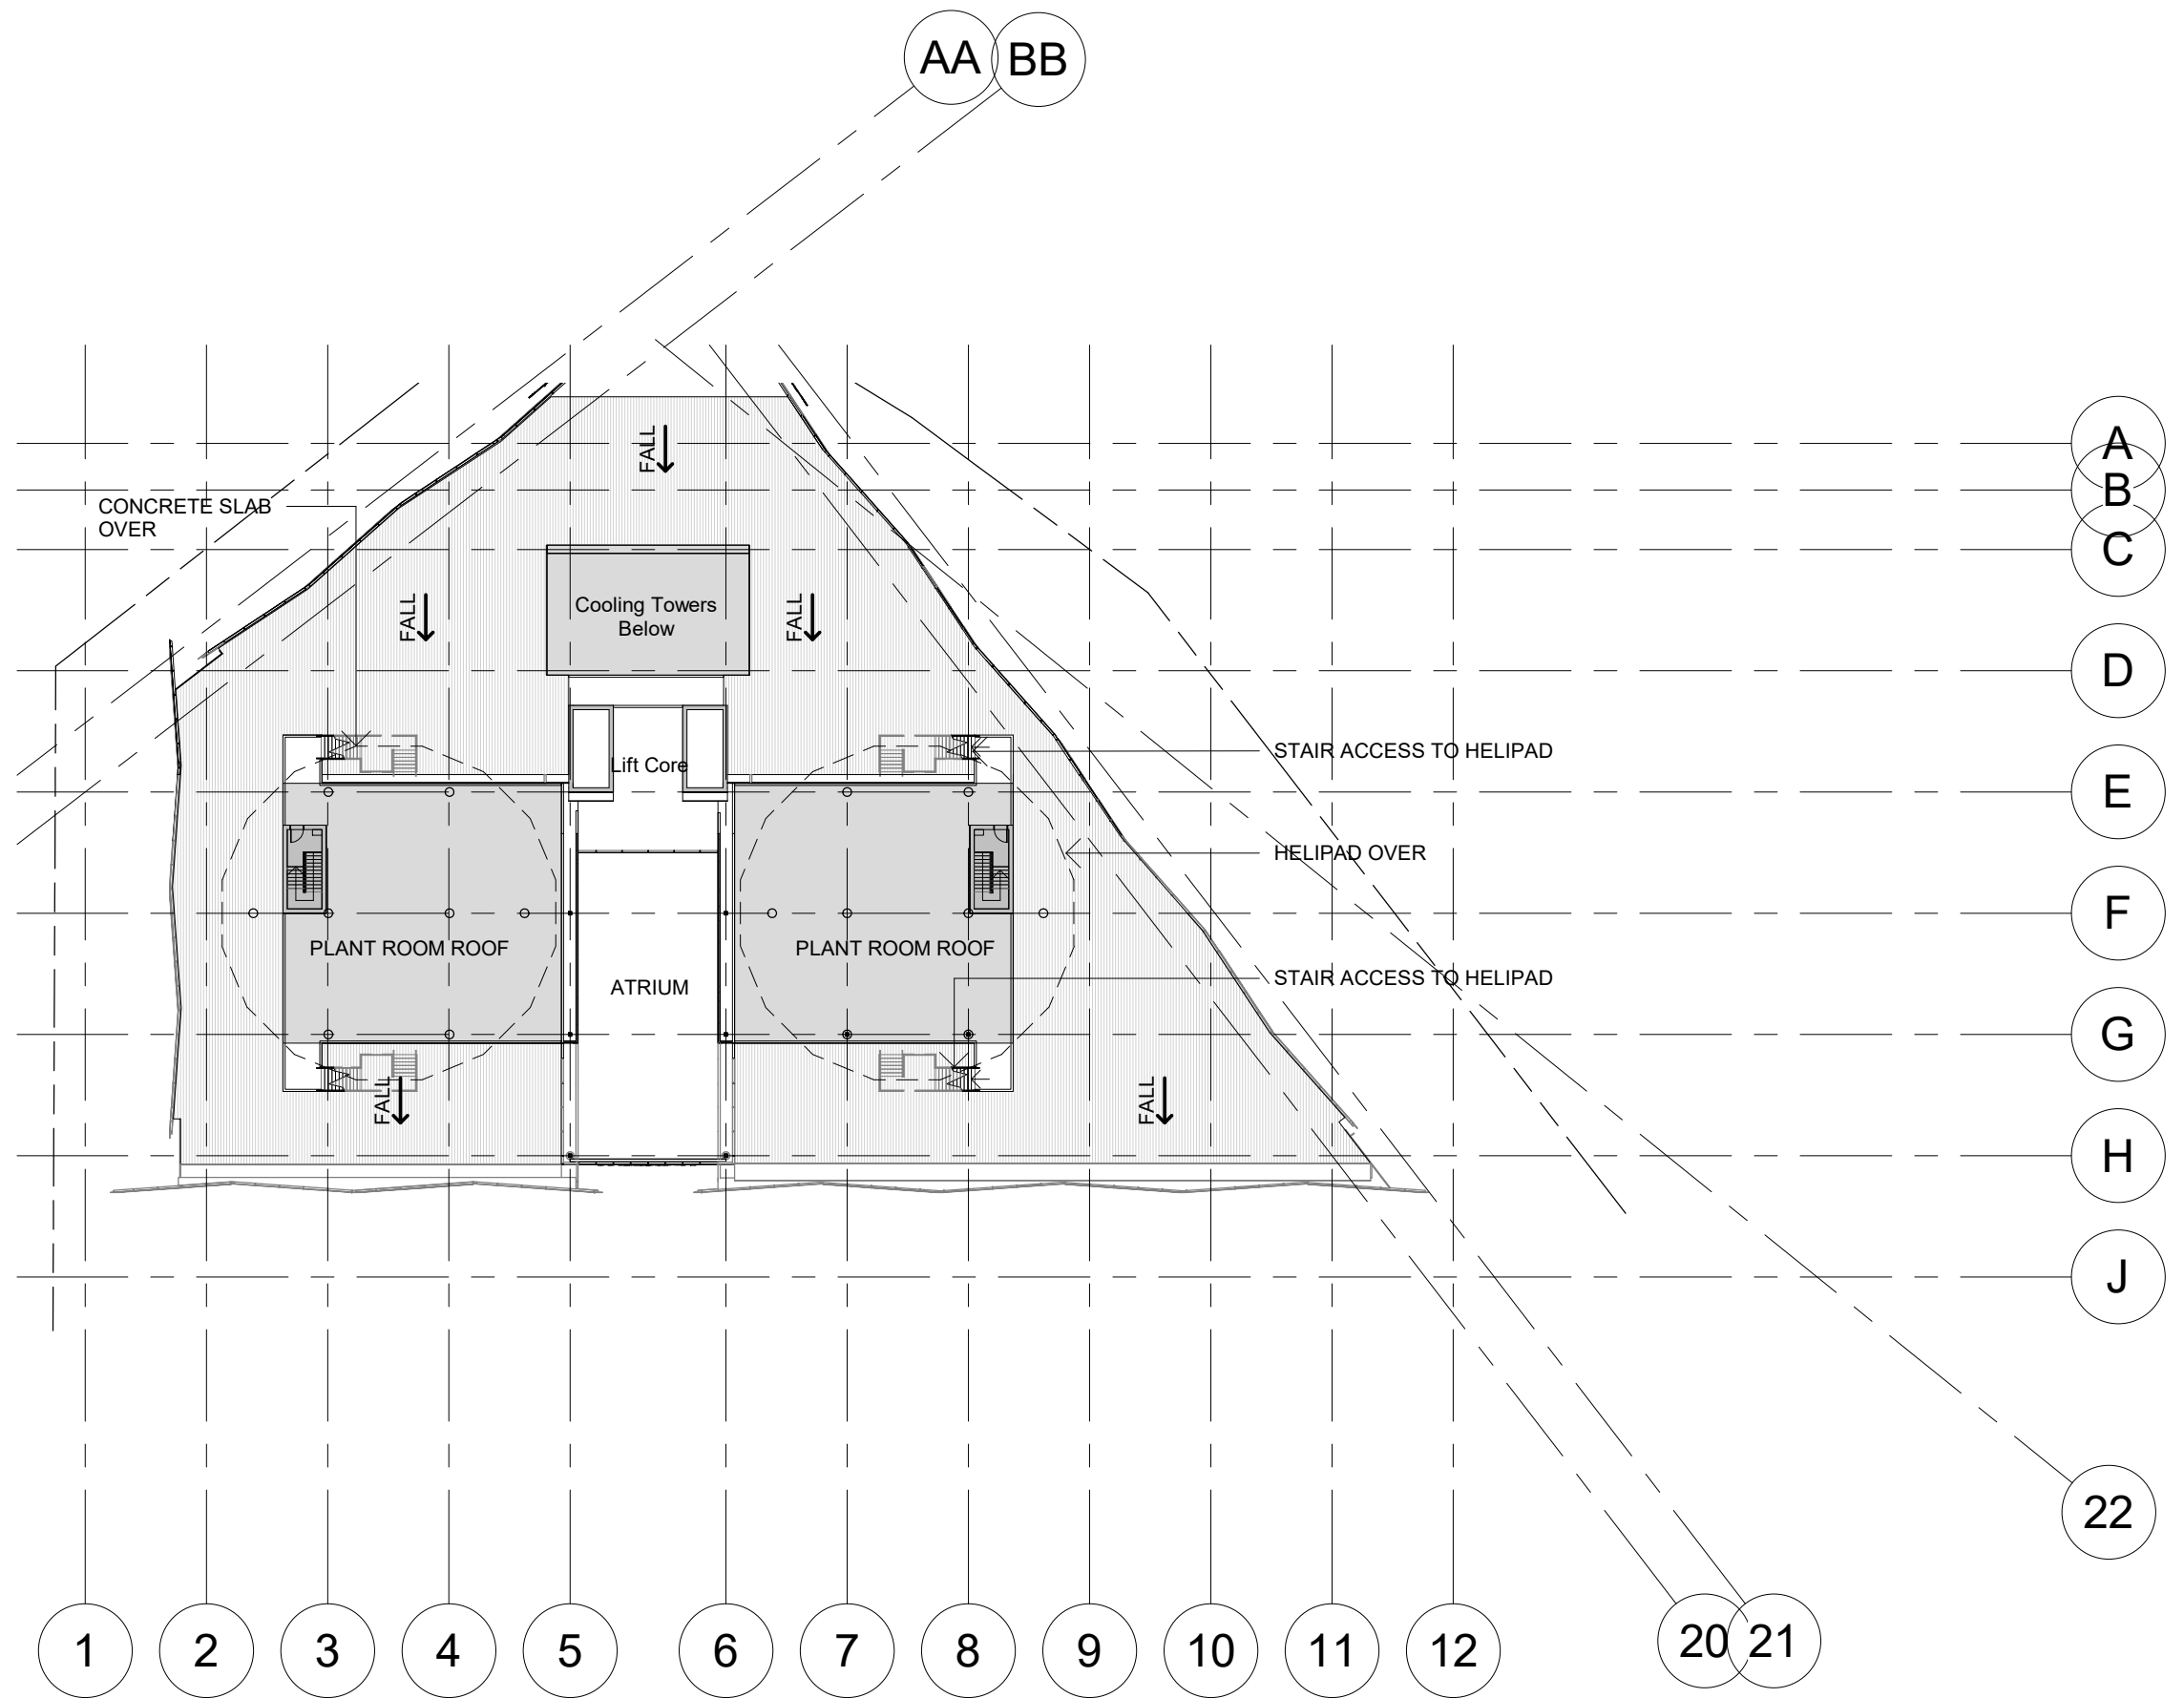 AA
BB
A
FALL
B
CONCRETE SLAB
OVER
C
Cooling Towers
Below
FALL
FALL
D
STAIR ACCESS TO HELIPAD
Lift Core
E
HELIPAD OVER
F
PLANT ROOM ROOF
PLANT ROOM ROOF
STAIR ACCESS TO HELIPAD
ATRIUM
G
FALL
FALL
H
J
22
1
2
3
4
5
6
7
8
9
10
11
12
20
21